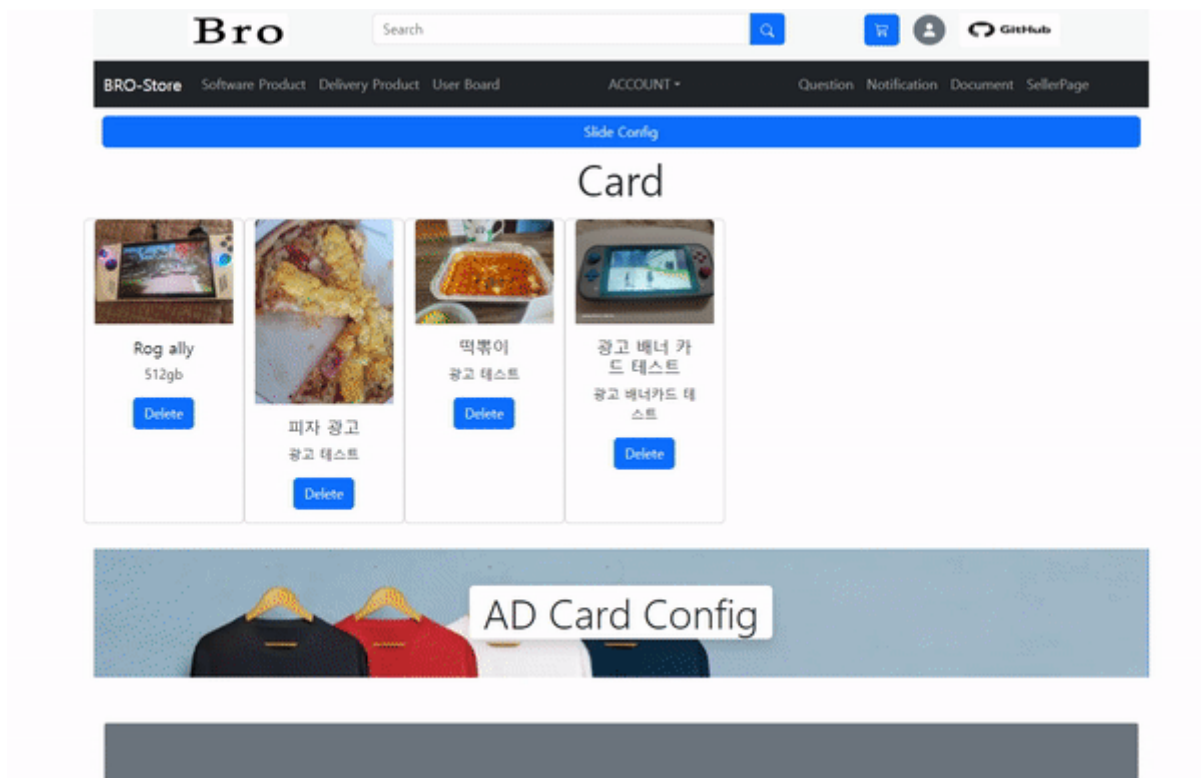 Bro
Search
GitHub
BRO-Store Software Product Delivery Product User Board ACCOUNT Question Notification Document SellerPage
Slide Config
Card
Rog ally
512gb
Delete
피자 광고
광고 테스트
Delete
떡볶이
광고 테스트
Delete
광고 배너 카
드 테스트
광고 배너카드 테
스트
Delete
AD Card Config